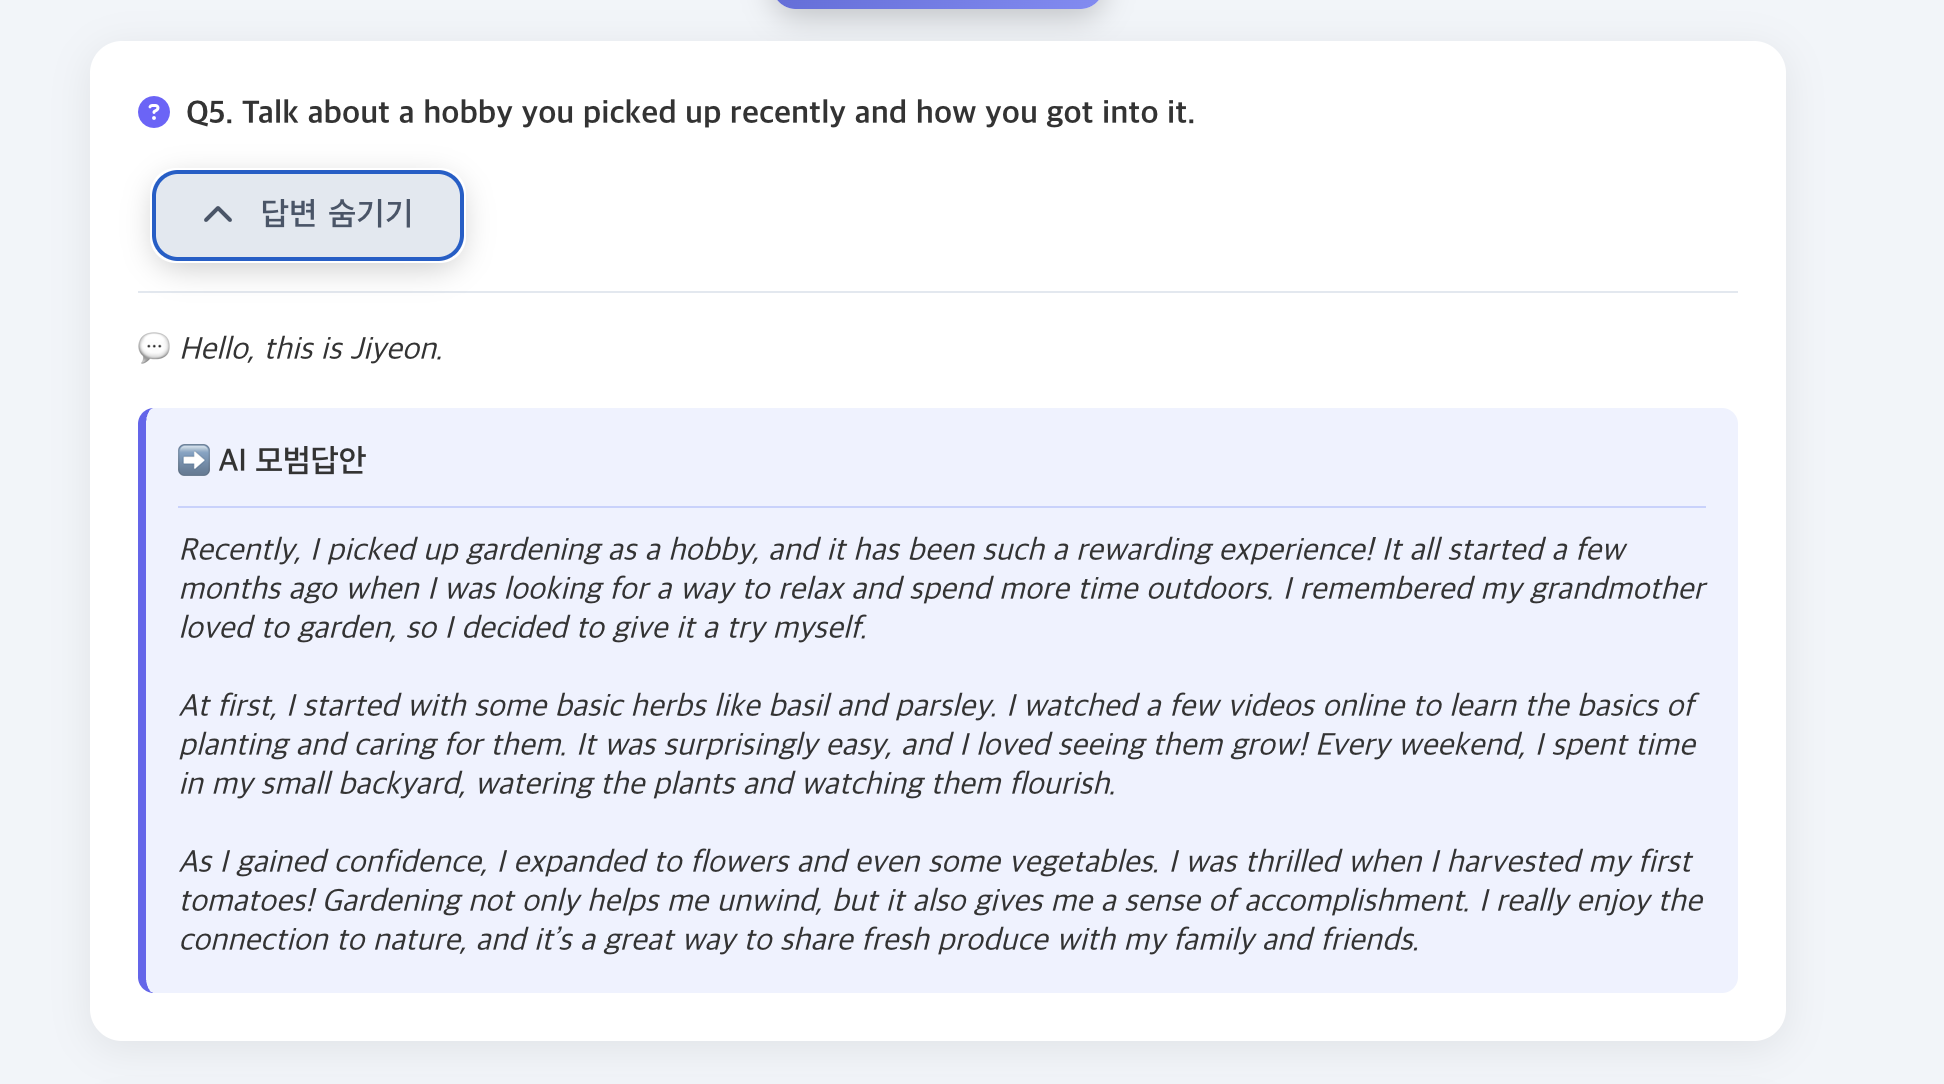 Q5. Talk about a hobby you picked up recently and how you got into it.
답변 숨기기
Hello, this is Jiyeon.
AI 모범답안
Recently, I picked up gardening as a hobby, and it has been such a rewarding experience! It all started a few
months ago when I was looking for a way to relax and spend more time outdoors. I remembered my grandmother
loved to garden, so I decided to give it a try myself.
At first, I started with some basic herbs like basil and parsley. I watched a few videos online to learn the basics of
planting and caring for them. It was surprisingly easy, and I loved seeing them grow! Every weekend, I spent time
in my small backyard, watering the plants and watching them flourish.
As I gained confidence, I expanded to flowers and even some vegetables. I was thrilled when I harvested my first
tomatoes! Gardening not only helps me unwind, but it also gives me a sense of accomplishment. I really enjoy the
connection to nature, and it’s a great way to share fresh produce with my family and friends.